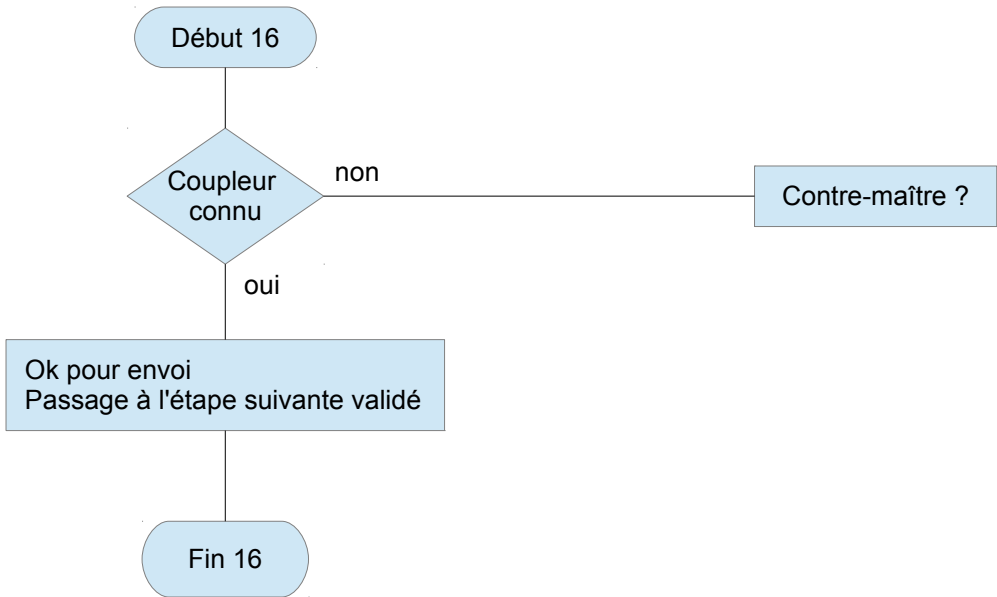 Début 16
Coupleur
connu
non
Contre-maître ?
oui
Ok pour envoi
Passage à l'étape suivante validé
Fin 16